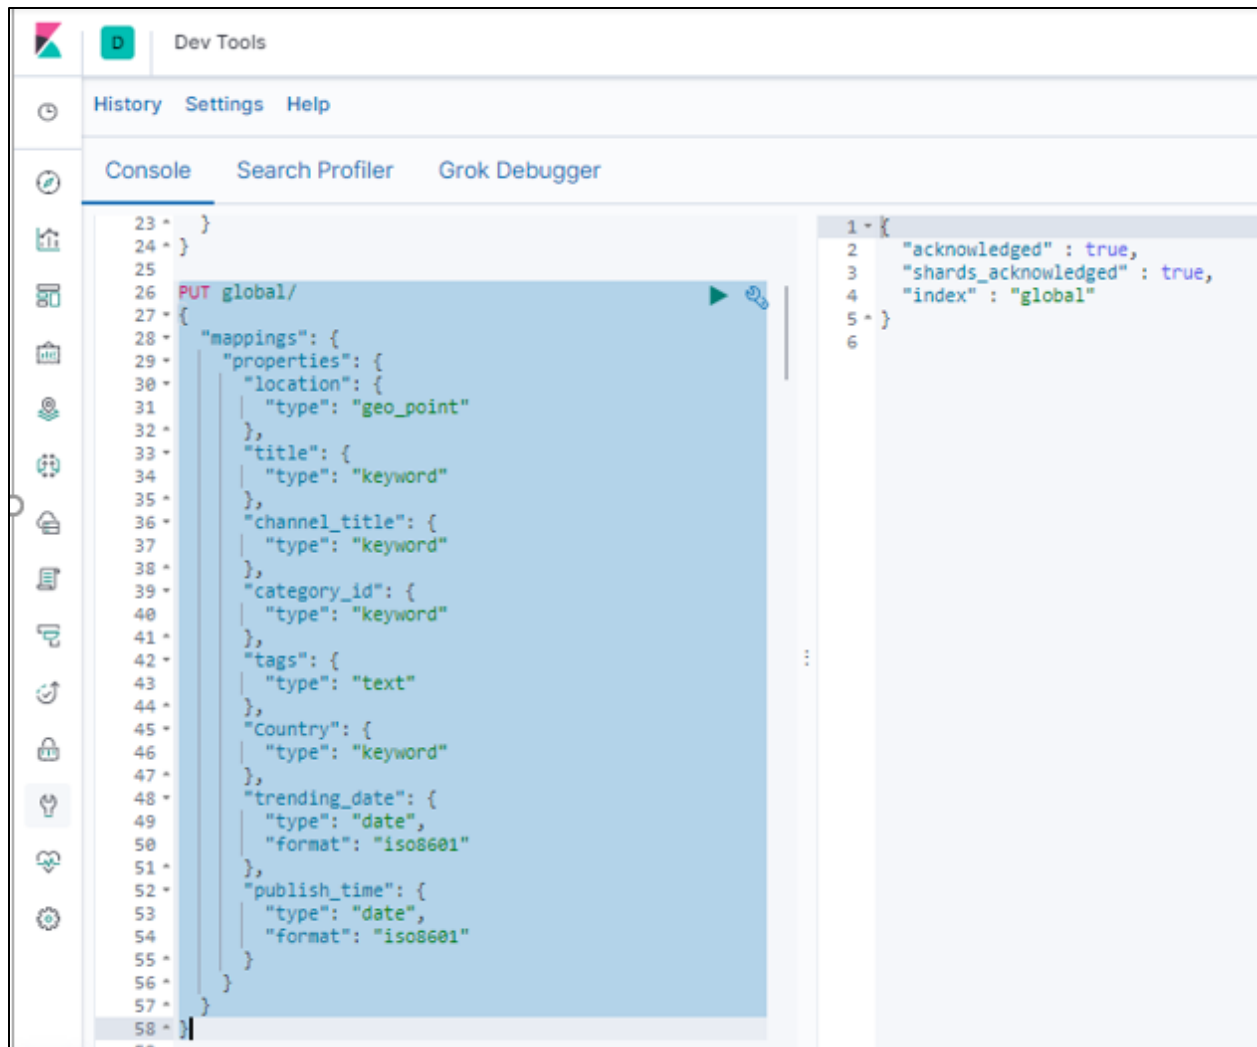 D Dev Tools
History Settings Help
Console Search Profiler Grok Debugger
23 }
24 }
25
26 PUT global/
27 {
28 "mappings": {
29 "properties": {
30 "location": {
31 "type": "geo_point"
32 },
33 "title": {
34 "type": "keyword"
35 },
36 "channel_title": {
37 "type": "keyword"
38 },
39 "category_id": {
40 "type": "keyword"
41 },
42 "tags": {
43 "type": "text"
44 },
45 "country": {
46 "type": "keyword"
47 },
48 "trending_date": {
49 "type": "date",
50 "format": "iso8601"
51 },
52 "publish_time": {
53 "type": "date",
54 "format": "iso8601"
55 }
56 }
57 }
58 }
1 {
2 "acknowledged" : true,
3 "shards_acknowledged" : true,
4 "index" : "global"
5 }
6